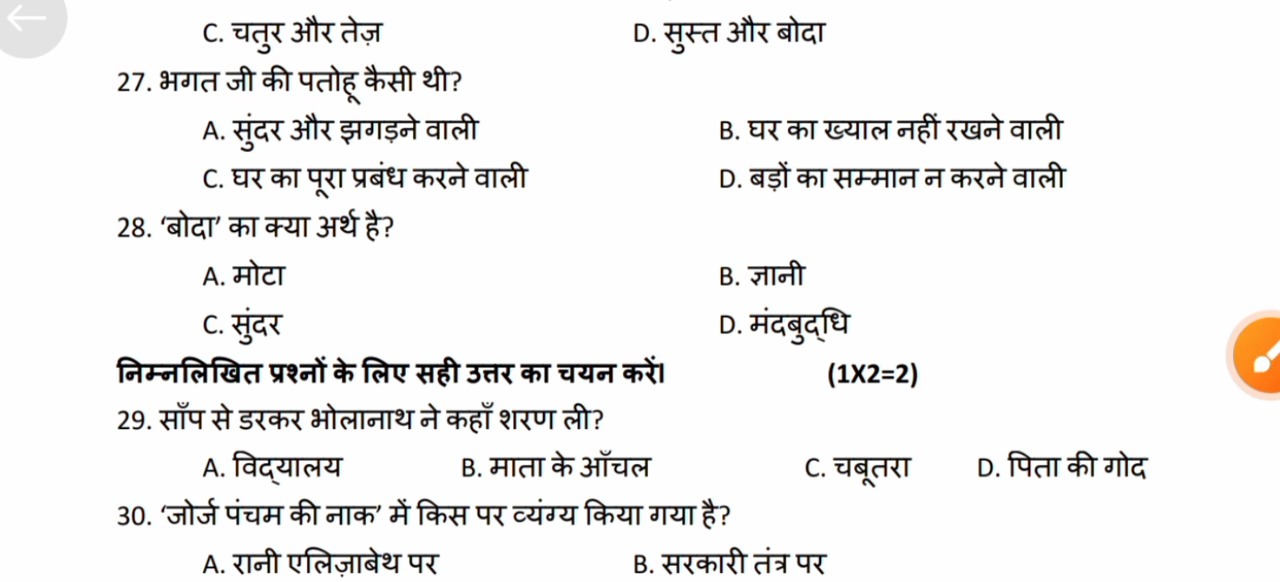 C. चतुर और तेज़ D. सुस्त और बोदा
27. भगत जी की पतोहू कैसी थी?
A. सुंदर और झगड़ने वाली B. घर का ख्याल नहीं रखने वाली
C. घर का पूरा प्रबंध करने वाली D. बड़ों का सम्मान न करने वाली
28. ‘बोदा’ का क्या अर्थ है?
A. मोटा B. ज्ञानी
C. सुंदर D. मंदबुद्‌धि
निम्नलिखित प्रश्नों के लिए सही उत्तर का चयन करें। (1X2=2)
29. साँप से डरकर भोलानाथ ने कहाँ शरण ली?
A. विद्‌यालय B. माता के आँचल C. चबूतरा D. पिता की गोद
30. ‘जोर्ज पंचम की नाक’ में किस पर व्यंग्य किया गया है?
A. रानी एलिज़ाबेथ पर B. सरकारी तंत्र पर